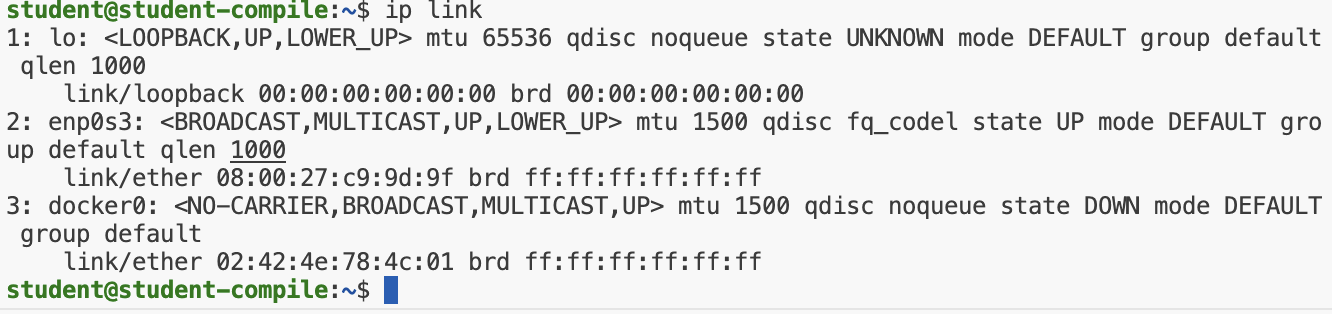 student@student-compile:~$ ip link
1: lo: <LOOPBACK,UP,LOWER_UP> mtu 65536 qdisc noqueue state UNKNOWN mode DEFAULT group default
 qlen 1000
    link/loopback 00:00:00:00:00:00 brd 00:00:00:00:00:00
2: enp0s3: <BROADCAST,MULTICAST,UP,LOWER_UP> mtu 1500 qdisc fq_codel state UP mode DEFAULT gro
up default qlen 1000
    link/ether 08:00:27:c9:9d:9f brd ff:ff:ff:ff:ff:ff
3: docker0: <NO-CARRIER,BROADCAST,MULTICAST,UP> mtu 1500 qdisc noqueue state DOWN mode DEFAULT
 group default
    link/ether 02:42:4e:78:4c:01 brd ff:ff:ff:ff:ff:ff
student@student-compile:~$